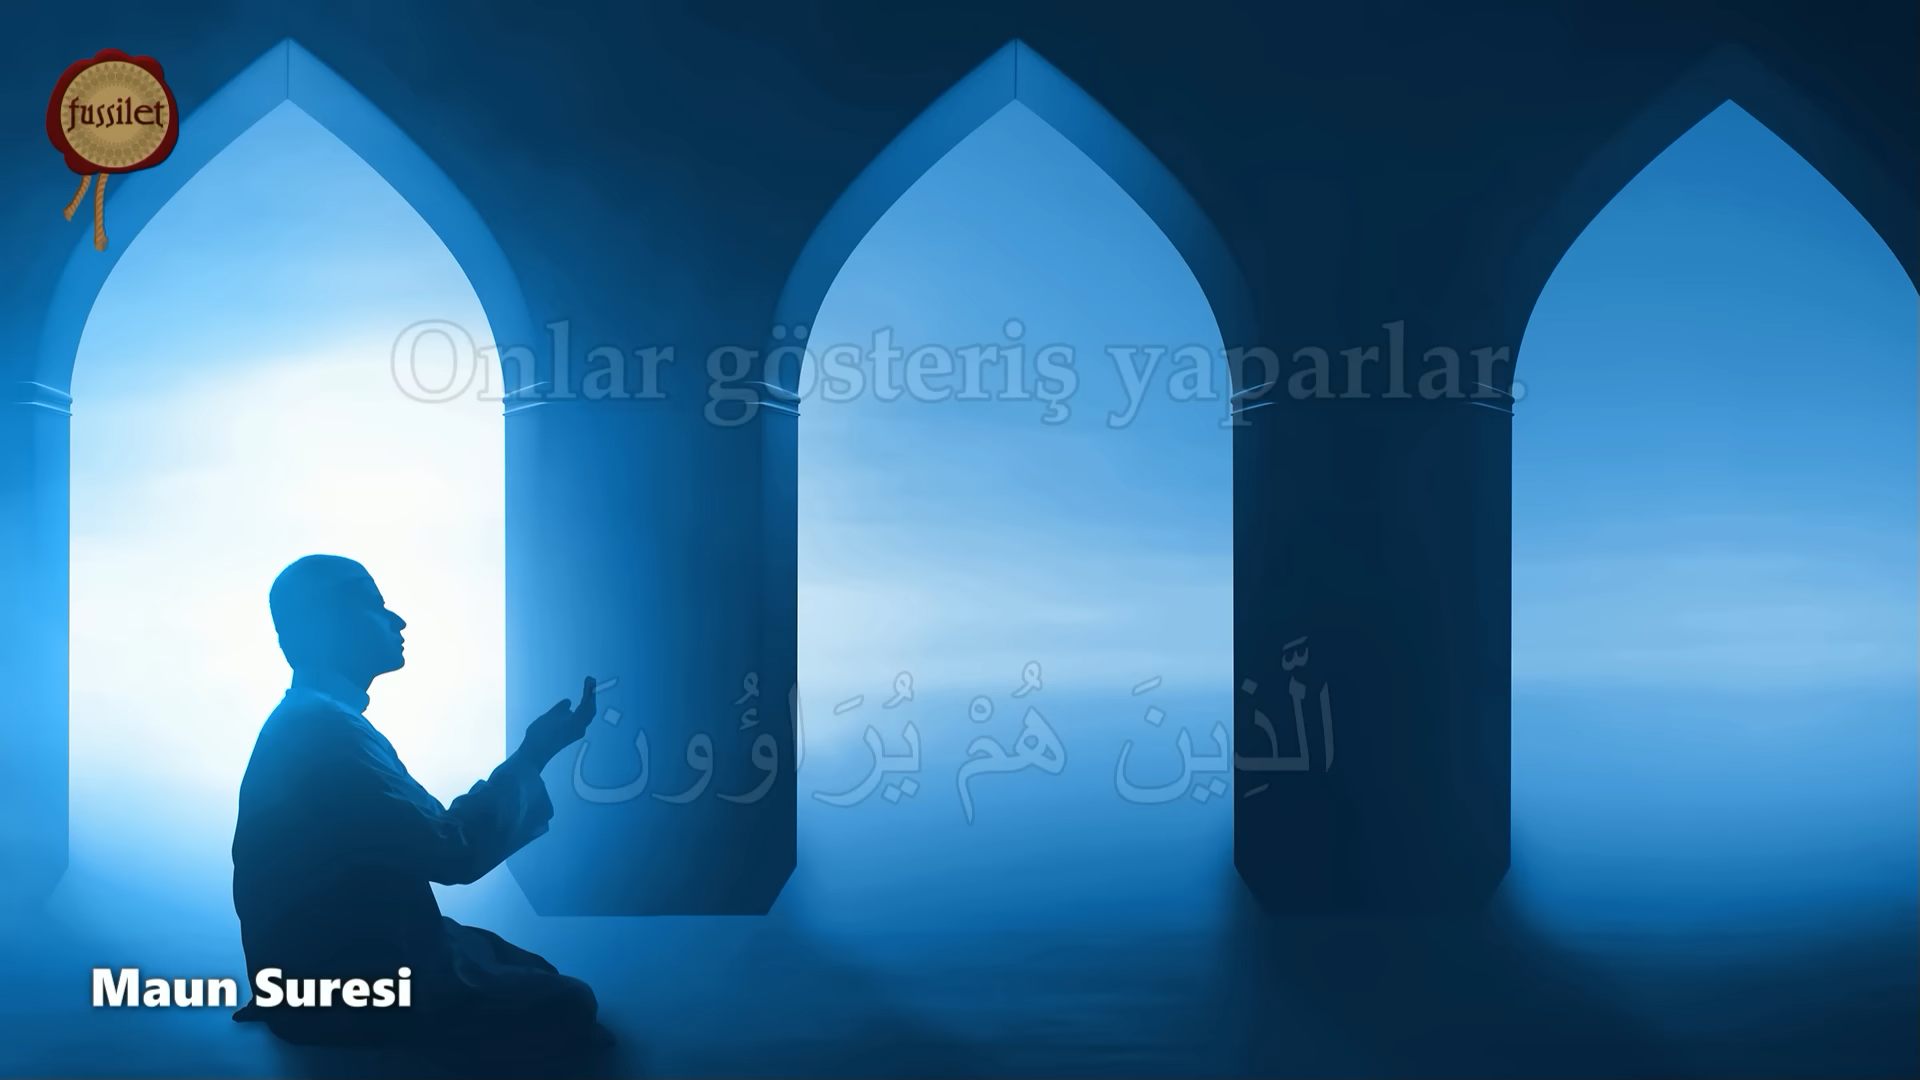 fussilet
Onlar gösteriş yaparlar.
الَّذِينَ هُمْ يُرَاؤُونَ
Maun Suresi